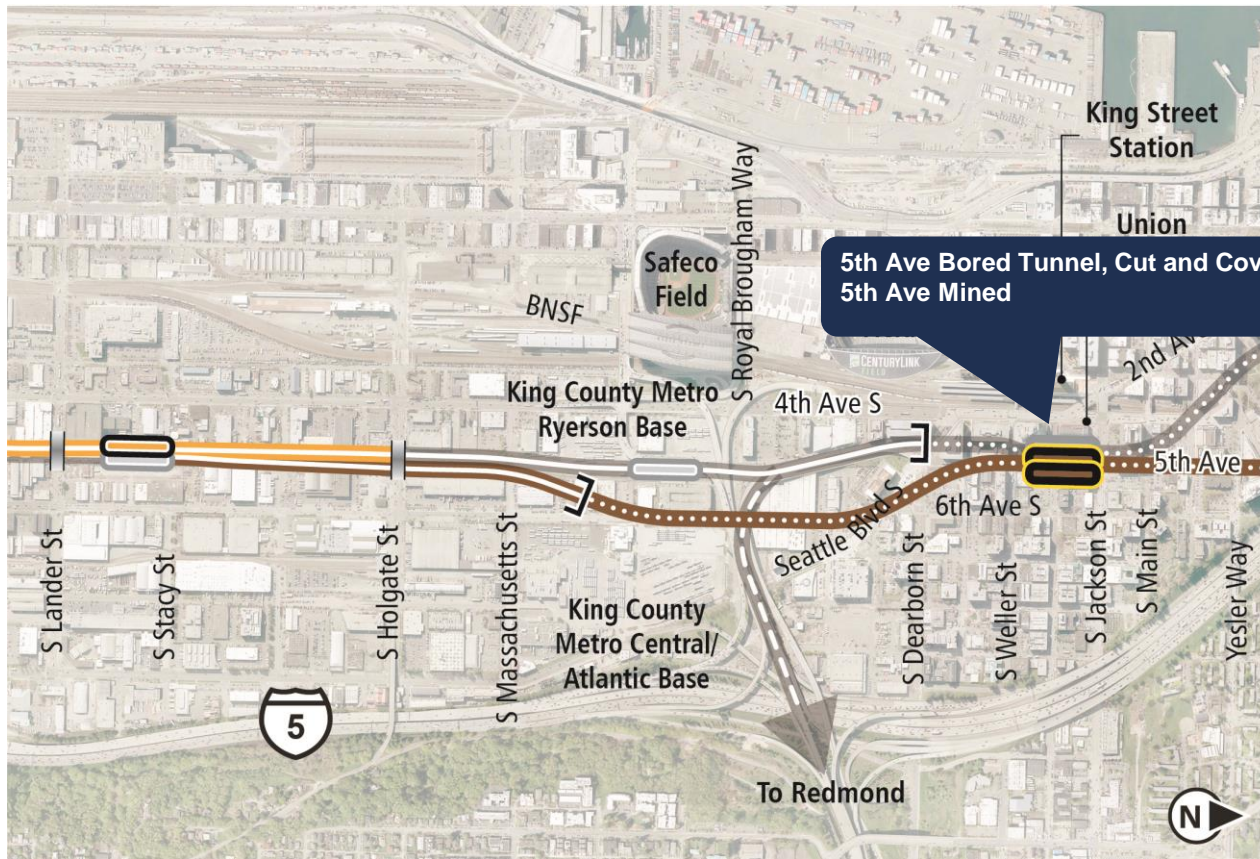 King Street
Station
Union
5th Ave Bored Tunnel, Cut and Cov
5th Ave Mined
Safeco
Field
S Royal Brougham Way
BNSF
CENTURYLINK
2nd Av
King County Metro
Ryerson Base
4th Ave S
5th Ave
6th Ave S
Seattle Blvd S
S Lander St
S Stacy St
S Holgate St
S Massachusetts St
King County
Metro Central/
Atlantic Base
S Dearborn St
S Weller St
S Jackson St
S Main St
Yesler Way
5
To Redmond
N